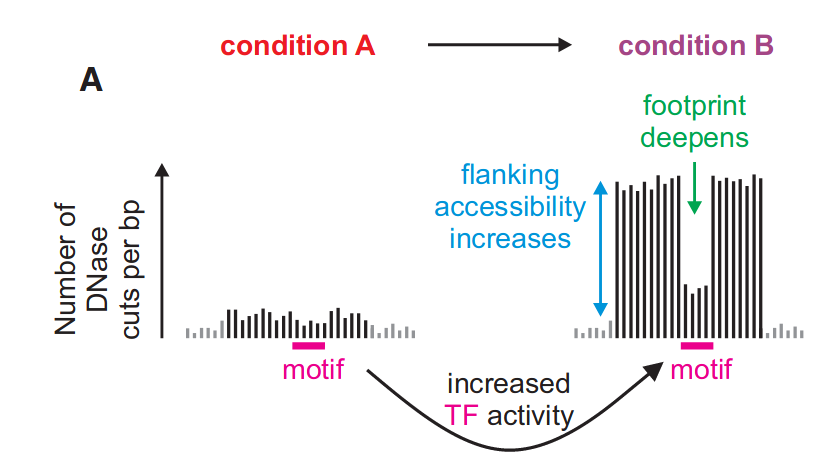 condition A
condition B
A
footprint
deepens
flanking
accessibility
increases
Number of
DNase
cuts per bp
motif
motif
increased
TF activity